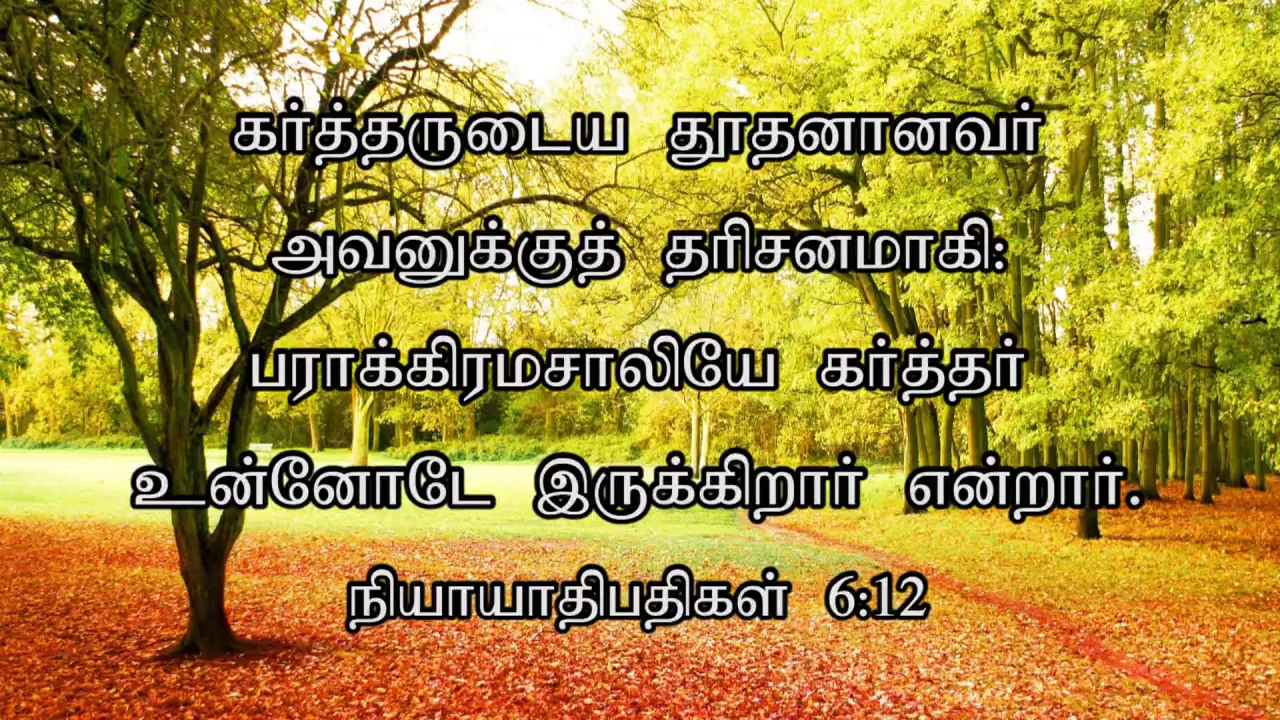 கர்த்தருடைய தூதனானவர்
அவனுக்குத் தரிசனமாகி:
பராக்கிரமசாலியே கர்த்தர்
உன்னோடே இருக்கிறார் என்றார்.
நியாயாதிபதிகள் 6:12